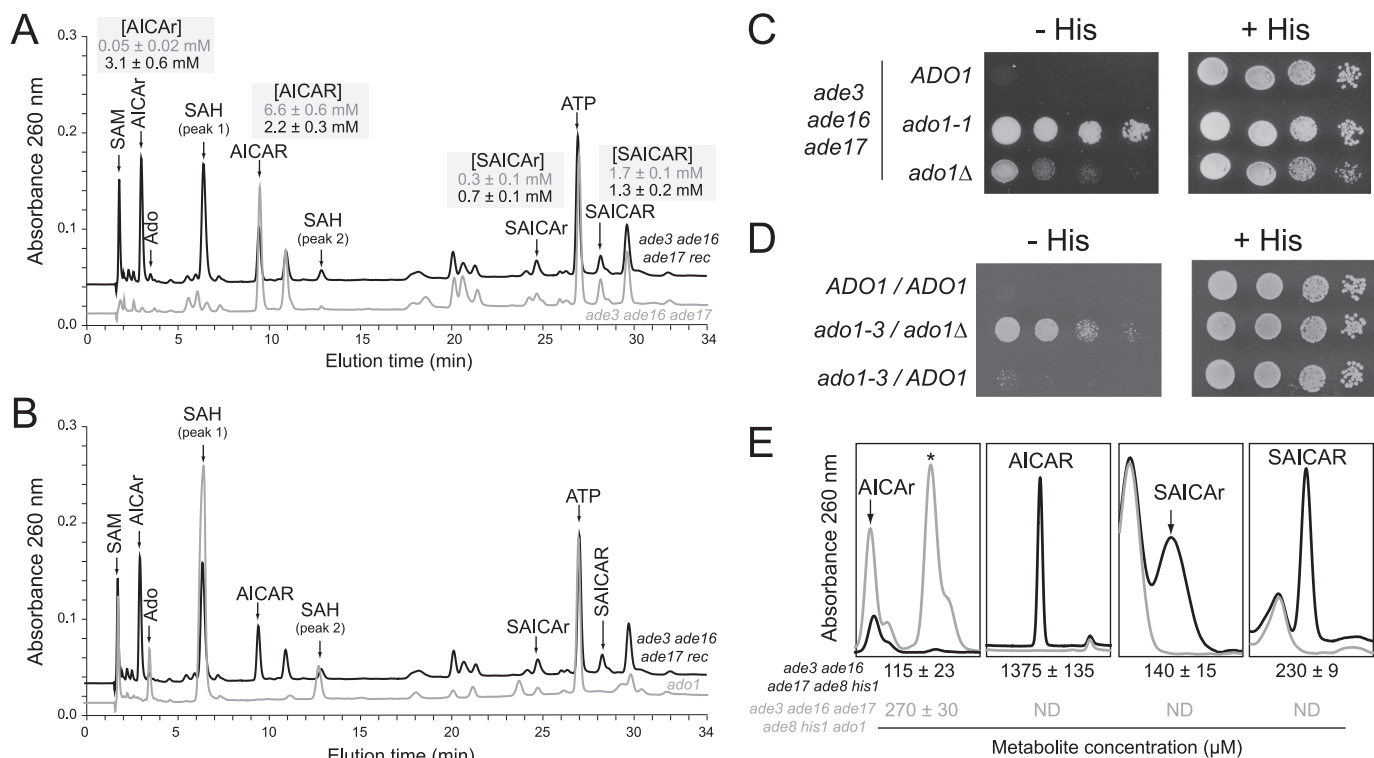 A
[AICAr]
0.05 ± 0.02 mM
3.1 ± 0.6 mM
[AICAR]
6.6 ± 0.6 mM
2.2 ± 0.3 mM
[SAICAr]
0.3 ± 0.1 mM
0.7 ± 0.1 mM
[SAICAR]
1.7 ± 0.1 mM
1.3 ± 0.2 mM
SAM
AICAr
Ado
SAH
(peak 1)
AICAR
SAH
(peak 2)
SAICAr
ATP
SAICAR
ade3 ade16
ade17 rec
ade3 ade16 ade17
Absorbance 260 nm
0.3
0.2
0.1
0.0
0 5 10 15 20 25 30 34
Elution time (min)
B
SAM
AICAr
Ado
SAH
(peak 1)
AICAR
SAH
(peak 2)
SAICAr
ATP
SAICAR
ade3 ade16
ade17 rec
ado1
Absorbance 260 nm
0.3
0.2
0.1
0.0
0 5 10 15 20 25 30 34
Elution time (min)
C
- His + His
ade3
ade16
ade17
ADO1
ado1-1
ado1Δ
D
- His + His
ADO1 / ADO1
ado1-3 / ado1Δ
ado1-3 / ADO1
E
Absorbance 260 nm
AICAr
*
AICAR
SAICAr
SAICAR
ade3 ade16
ade17 ade8 his1
115 ± 23 1375 ± 135 140 ± 15 230 ± 9
ade3 ade16 ade17
ade8 his1 ado1
270 ± 30 ND ND ND
Metabolite concentration (µM)